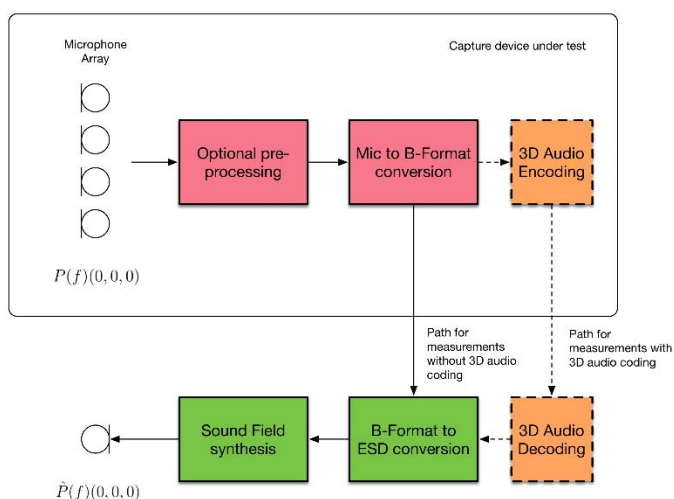 Microphone
Array
Capture device under test
Optional pre-
processing
Mic to B-Format
conversion
3D Audio
Encoding
P(f)(0, 0, 0)
Path for
measurements
without 3D audio
coding
Path for
measurements with
3D audio coding
Sound Field
synthesis
B-Format to
ESD conversion
3D Audio
Decoding
P̂(f)(0, 0, 0)